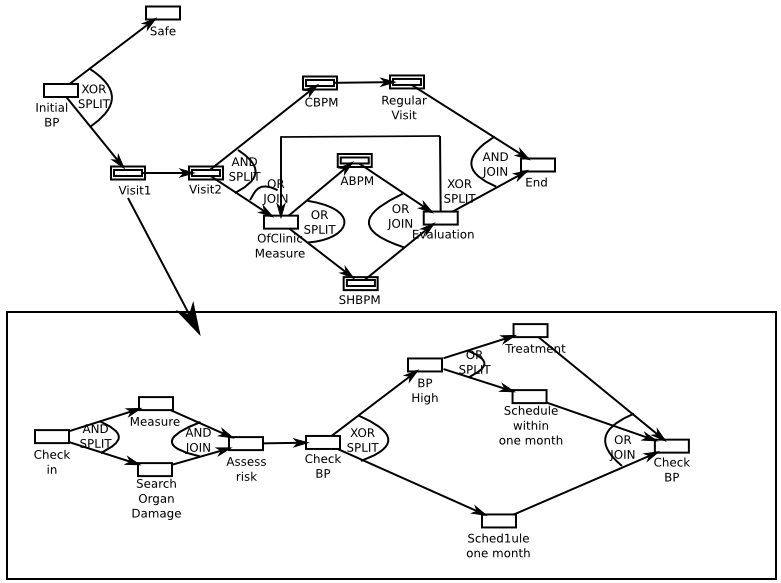 Safe
XOR
SPLIT
Initial
BP
CBPM
Regular
Visit
Visit1
Visit2
AND
SPLIT
OR
JOIN
ABPM
OR
SPLIT
OR
JOIN
XOR
SPLIT
AND
JOIN
End
OfClinic
Measure
Evaluation
SHBPM
Treatment
OR
SPLIT
BP
High
Schedule
within
one month
Measure
AND
SPLIT
AND
JOIN
XOR
SPLIT
OR
JOIN
Check
in
Assess
risk
Check
BP
Check
BP
Search
Organ
Damage
Sched1ule
one month